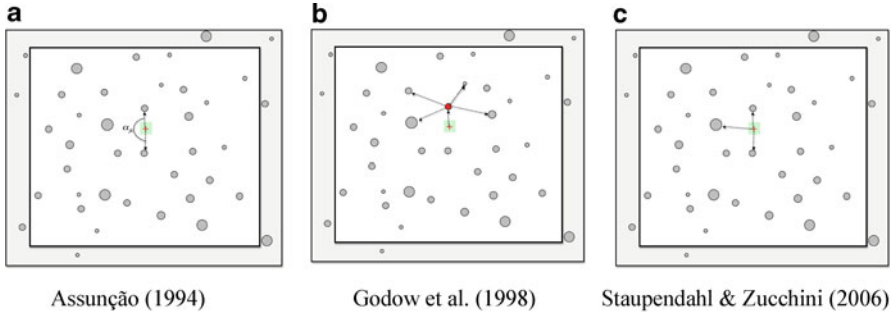 a
b
c
α
Assunção (1994)
Godow et al. (1998)
Staupendahl & Zucchini (2006)